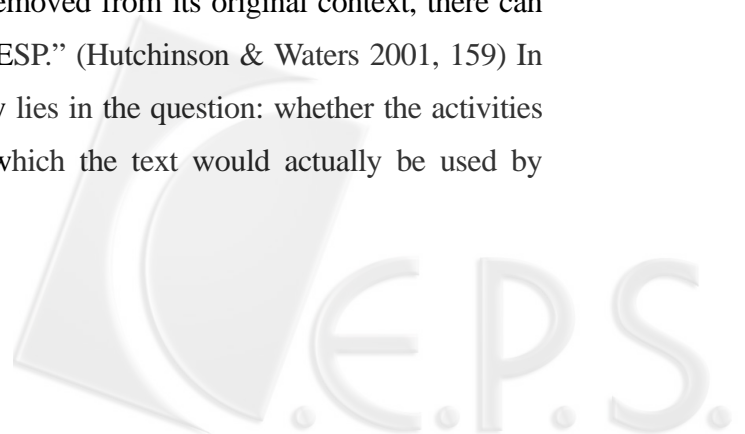 emoved from its original context, there can
ESP.” (Hutchinson & Waters 2001, 159) In
lies in the question: whether the activities
which the text would actually be used by
C.E.P.S.